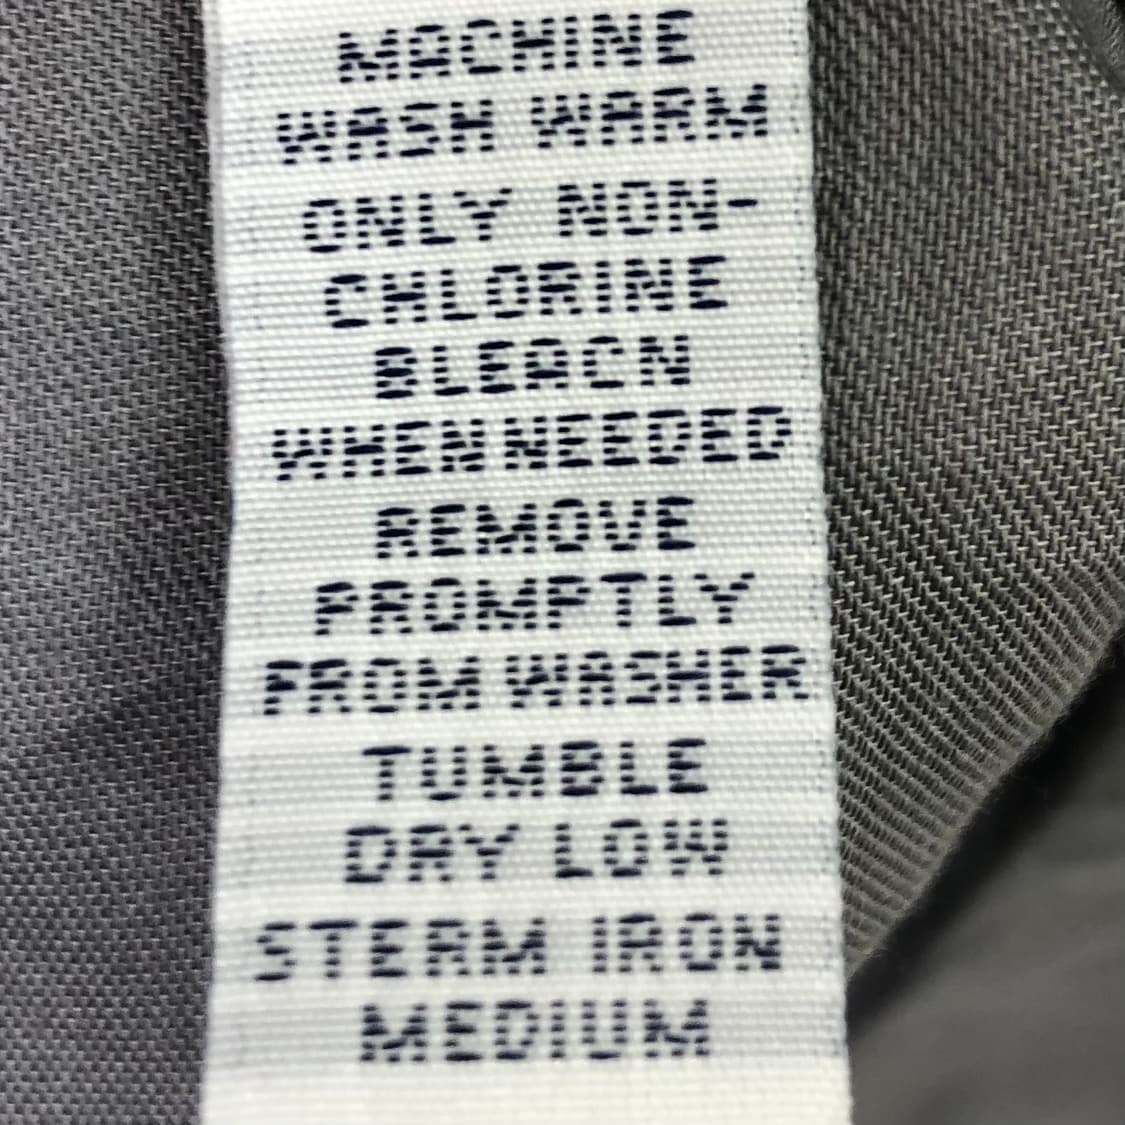 MACHINE
WASH WARM
ONLY NON-
CHLORINE
BLEACN
WHEN NEEDED
REMOVE
PROMPTLY
FROM WASHER
TUMBLE
DRY LOW
STERM IRON
MEDIUM